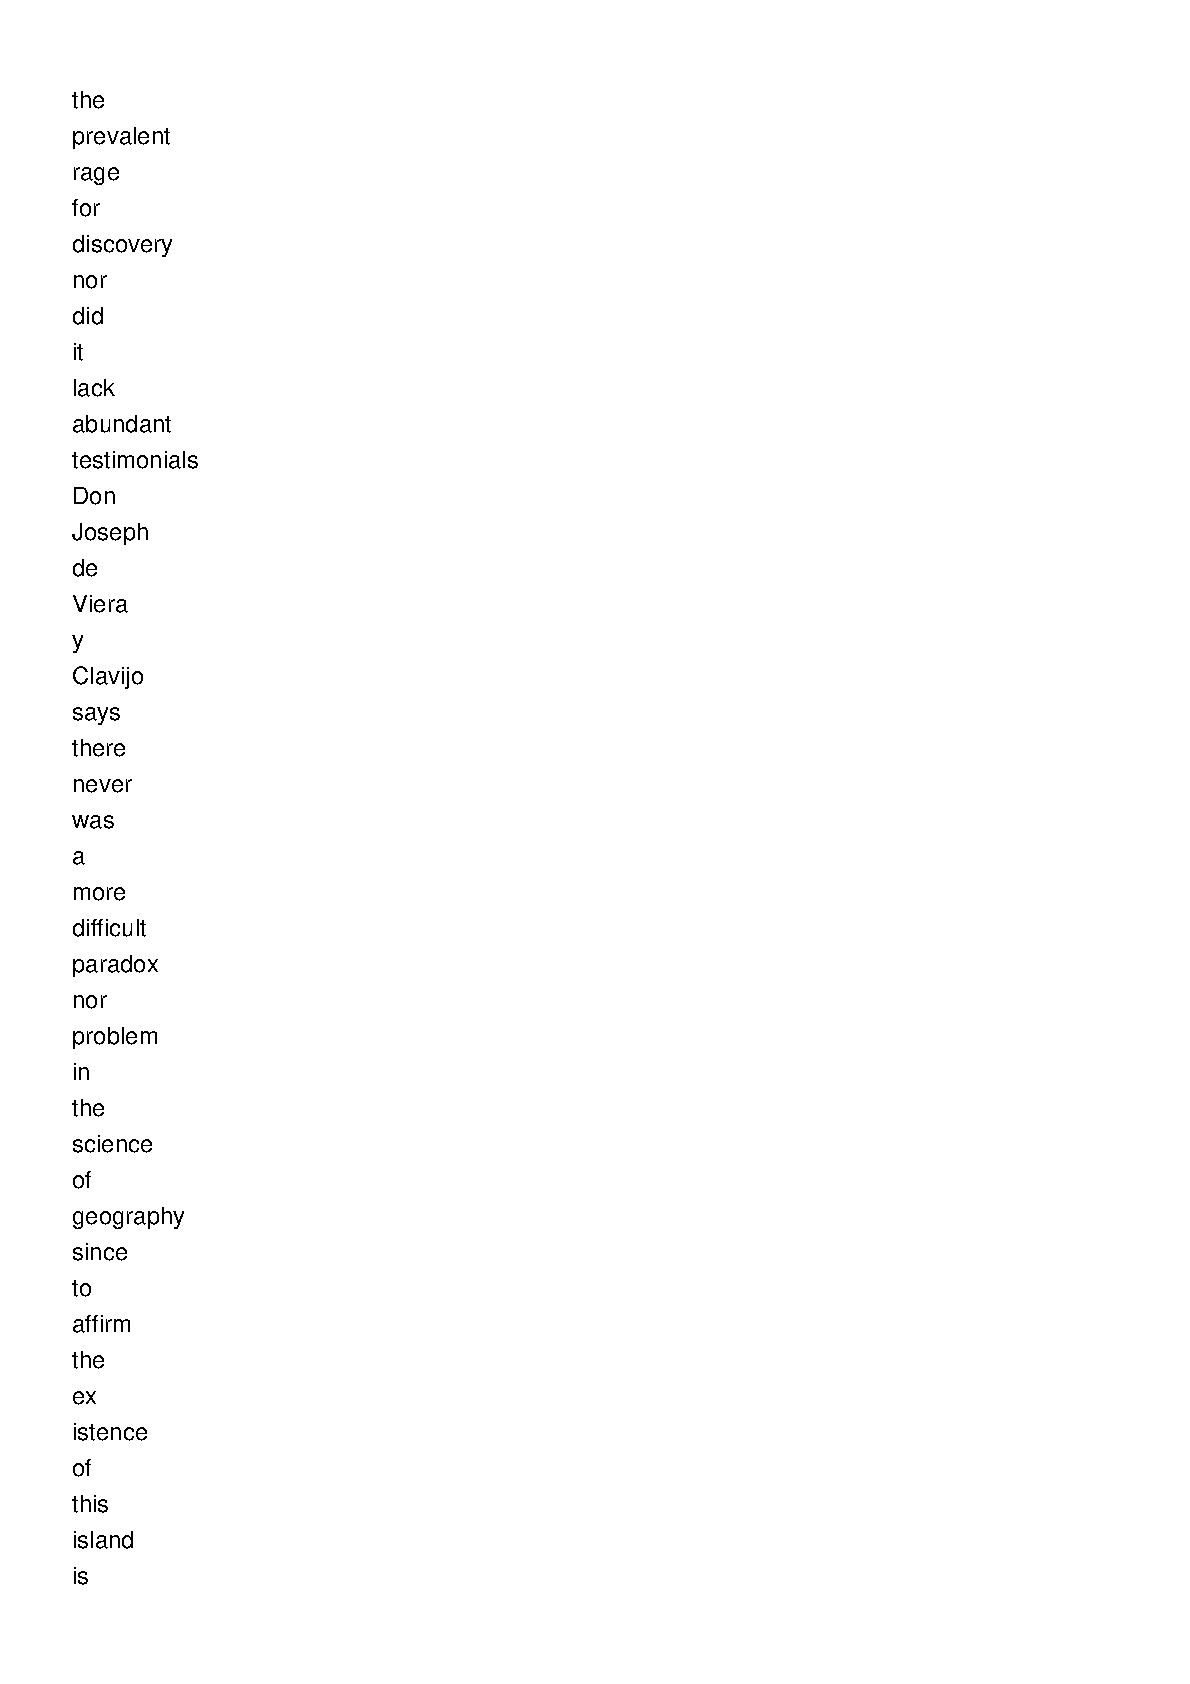 the
prevalent
rage
for
discovery
nor
did
it
lack
abundant
testimonials
Don
Joseph
de
Viera
y
Clavijo
says
there
never
was
a
more
difficult
paradox
nor
problem
in
the
science
of
geography
since
to
affirm
the
ex
istence
of
this
island
is